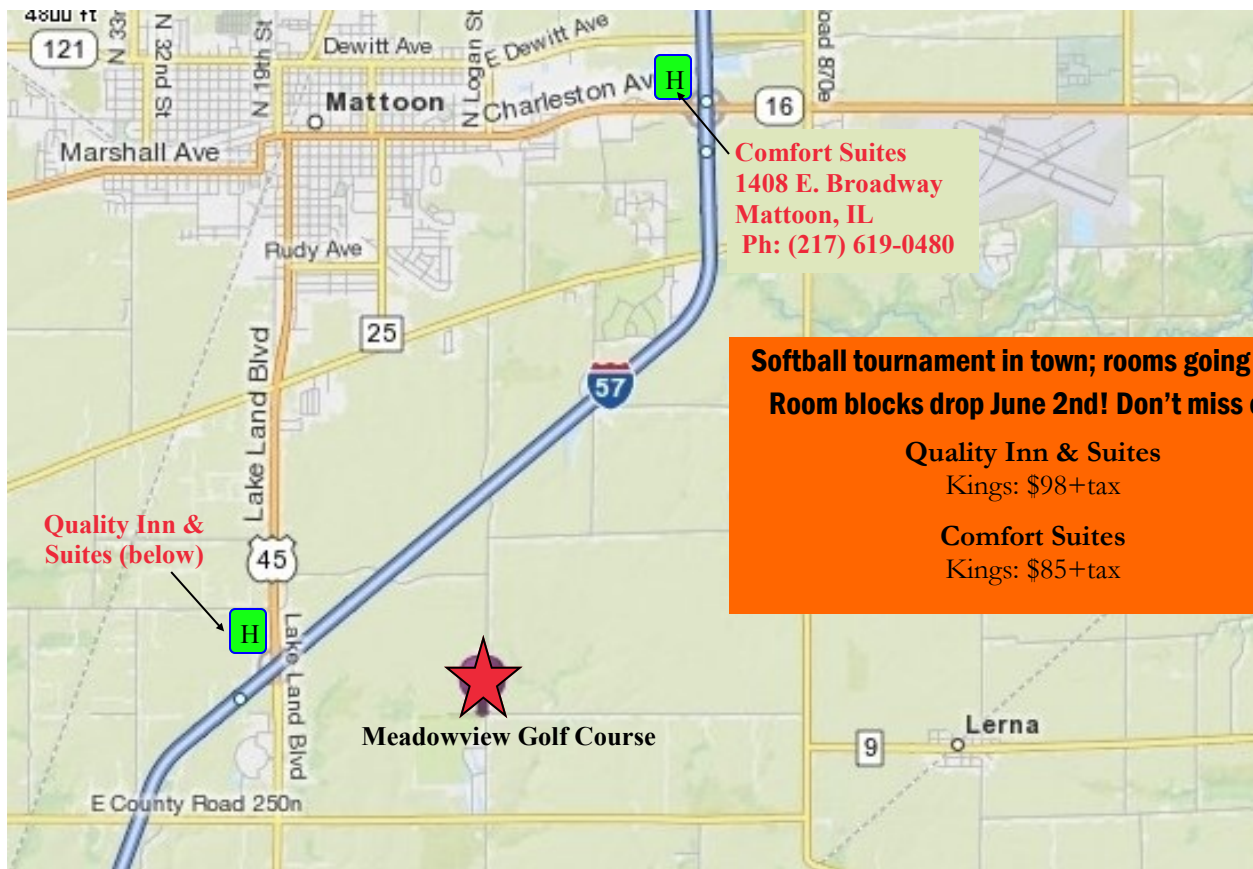 4800 ft
121
N 33r
N 32nd St
N 19th St
Dewitt Ave
N Logan St
E Dewitt Ave
Road 870e
Mattoon
Charleston Av
H
16
Marshall Ave
Comfort Suites
1408 E. Broadway
Mattoon, IL
Ph: (217) 619-0480
Rudy Ave
25
Lake Land Blvd
57
Softball tournament in town; rooms going
Room blocks drop June 2nd! Don’t miss
Quality Inn & Suites
Kings: $98+tax
Comfort Suites
Kings: $85+tax
Quality Inn &
Suites (below)
45
H
Lake Land Blvd
Meadowview Golf Course
Lerna
9
E County Road 250n